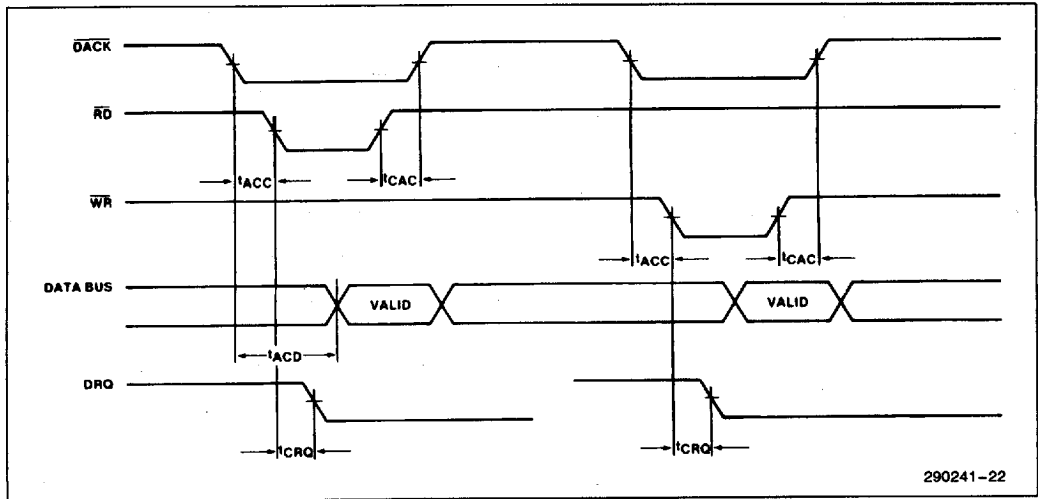 DACK
RD
tACC
tCAC
WR
tACC
tCAC
DATA BUS
VALID
VALID
tACD
DRQ
tCRQ
tCRQ
290241-22